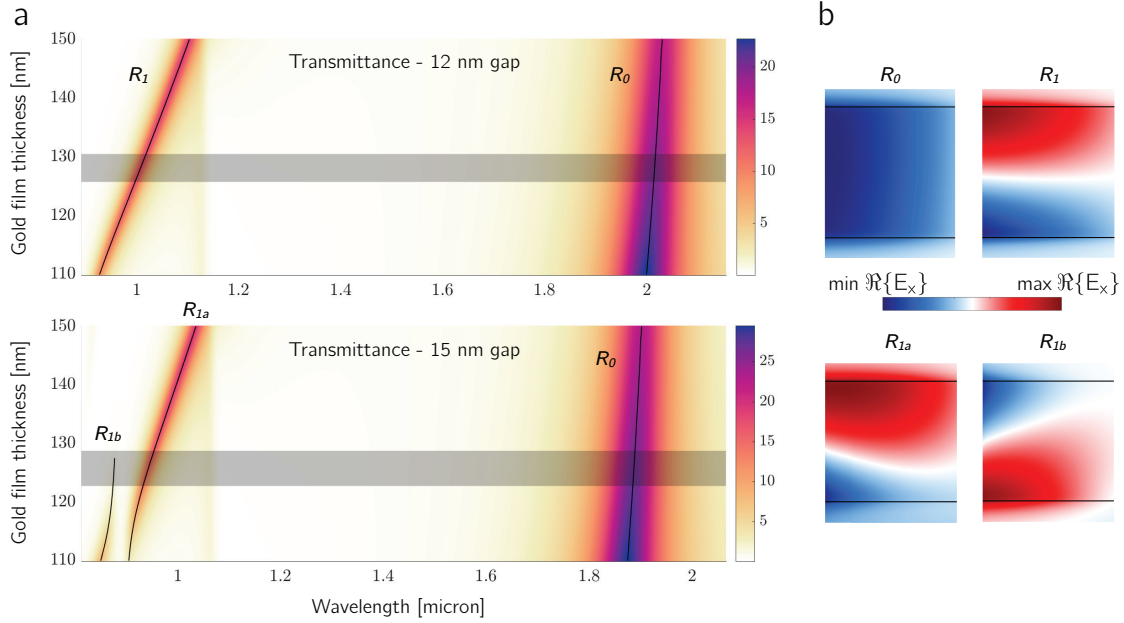 a
150
140
130
120
110
Gold film thickness [nm]
R1
Transmittance - 12 nm gap
R0
1
1.2
1.4
1.6
1.8
2
20
15
10
5
R1a
150
140
130
120
110
Gold film thickness [nm]
R1b
Transmittance - 15 nm gap
R0
1
1.2
1.4
1.6
1.8
2
25
20
15
10
5
Wavelength [micron]
b
R0
R1
min ℜ{Ex}
max ℜ{Ex}
R1a
R1b